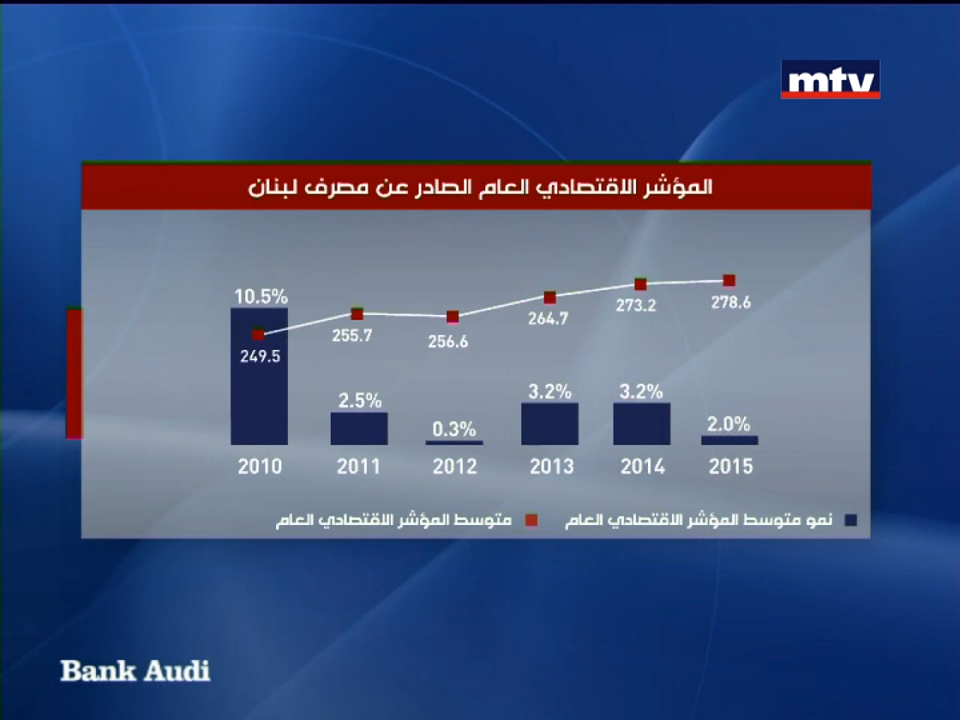 mtv
المؤشر الاقتصادي العام الصادر عن مصرف لبنان
10.5% 2.5% 0.3% 3.2% 3.2% 2.0%
249.5 255.7 256.6 264.7 273.2 278.6
2010 2011 2012 2013 2014 2015
نمو متوسط المؤشر الاقتصادي العام
متوسط المؤشر الاقتصادي العام
Bank Audi